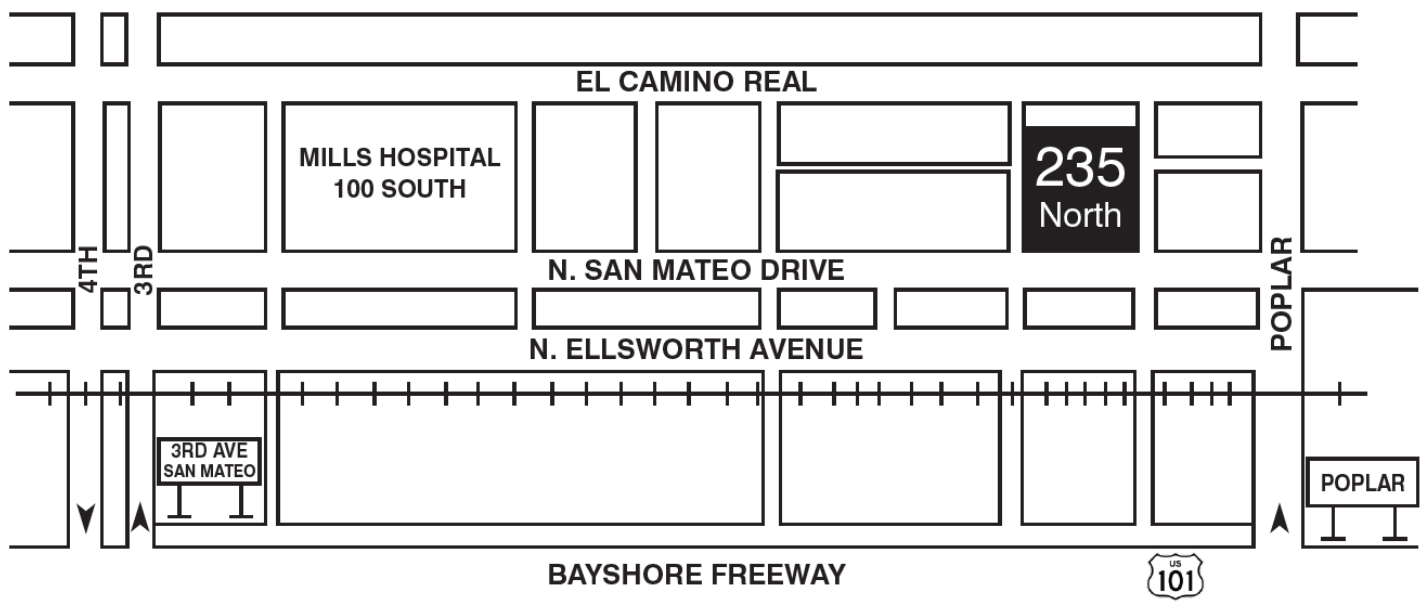 EL CAMINO REAL
MILLS HOSPITAL
100 SOUTH
235
North
4TH
3RD
N. SAN MATEO DRIVE
POPLAR
N. ELLSWORTH AVENUE
3RD AVE
SAN MATEO
POPLAR
BAYSHORE FREEWAY
US
101